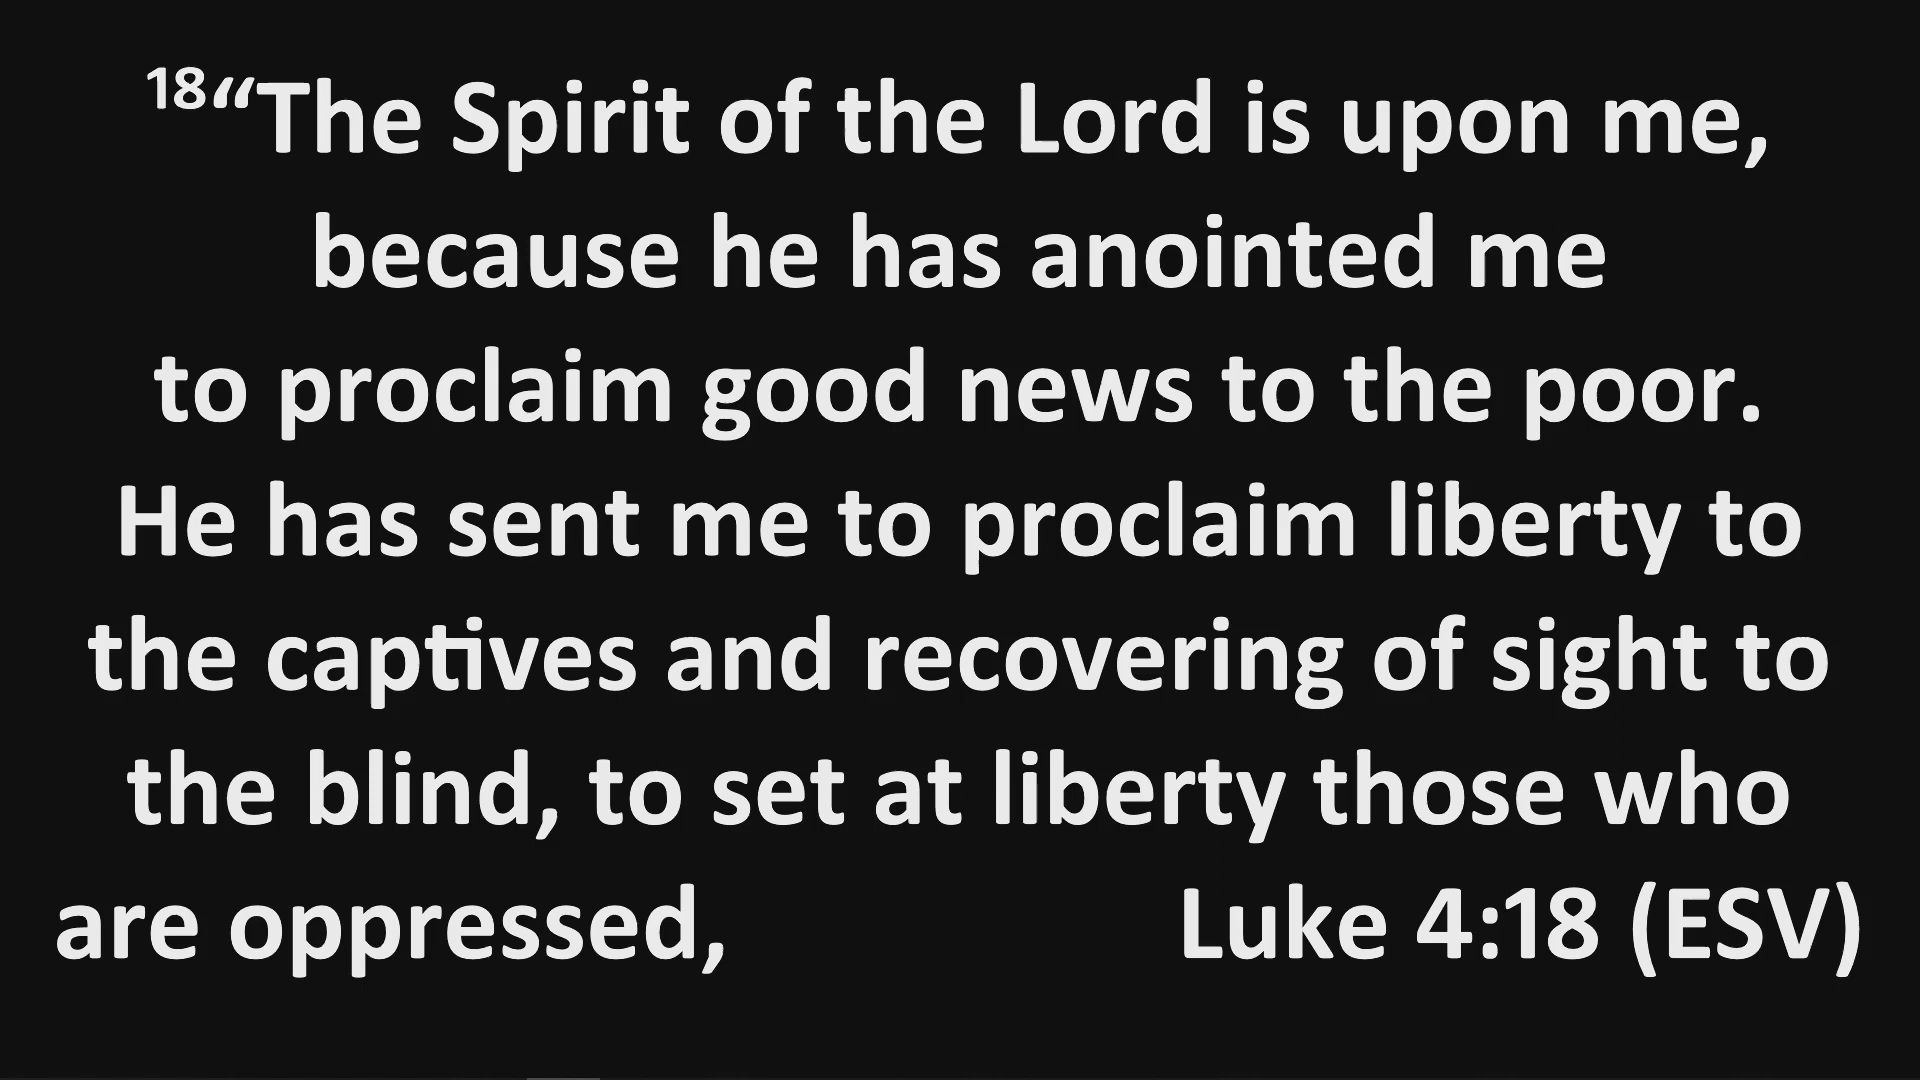 18“The Spirit of the Lord is upon me,
because he has anointed me
to proclaim good news to the poor.
He has sent me to proclaim liberty to
the captives and recovering of sight to
the blind, to set at liberty those who
are oppressed, Luke 4:18 (ESV)